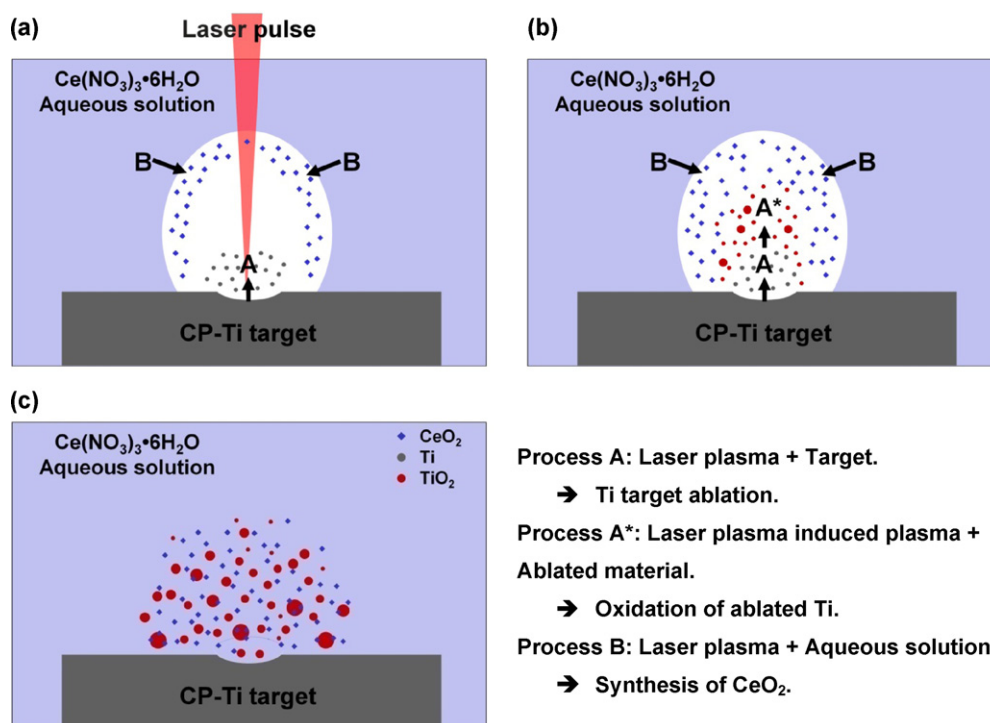 (a)
Laser pulse
Ce(NO₃)₃•6H₂O
Aqueous solution
B
B
A
CP-Ti target
(b)
Ce(NO₃)₃•6H₂O
Aqueous solution
B
B
A*
A
CP-Ti target
(c)
Ce(NO₃)₃•6H₂O
Aqueous solution
CeO₂
Ti
TiO₂
CP-Ti target
Process A: Laser plasma + Target.
➔ Ti target ablation.
Process A*: Laser plasma induced plasma +
Ablated material.
➔ Oxidation of ablated Ti.
Process B: Laser plasma + Aqueous solution
➔ Synthesis of CeO₂.